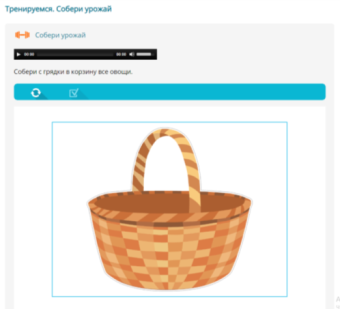 Тренируемся. Собери урожай
Собери урожай
00:00 00:00
Собери с грядки в корзину все овощи.